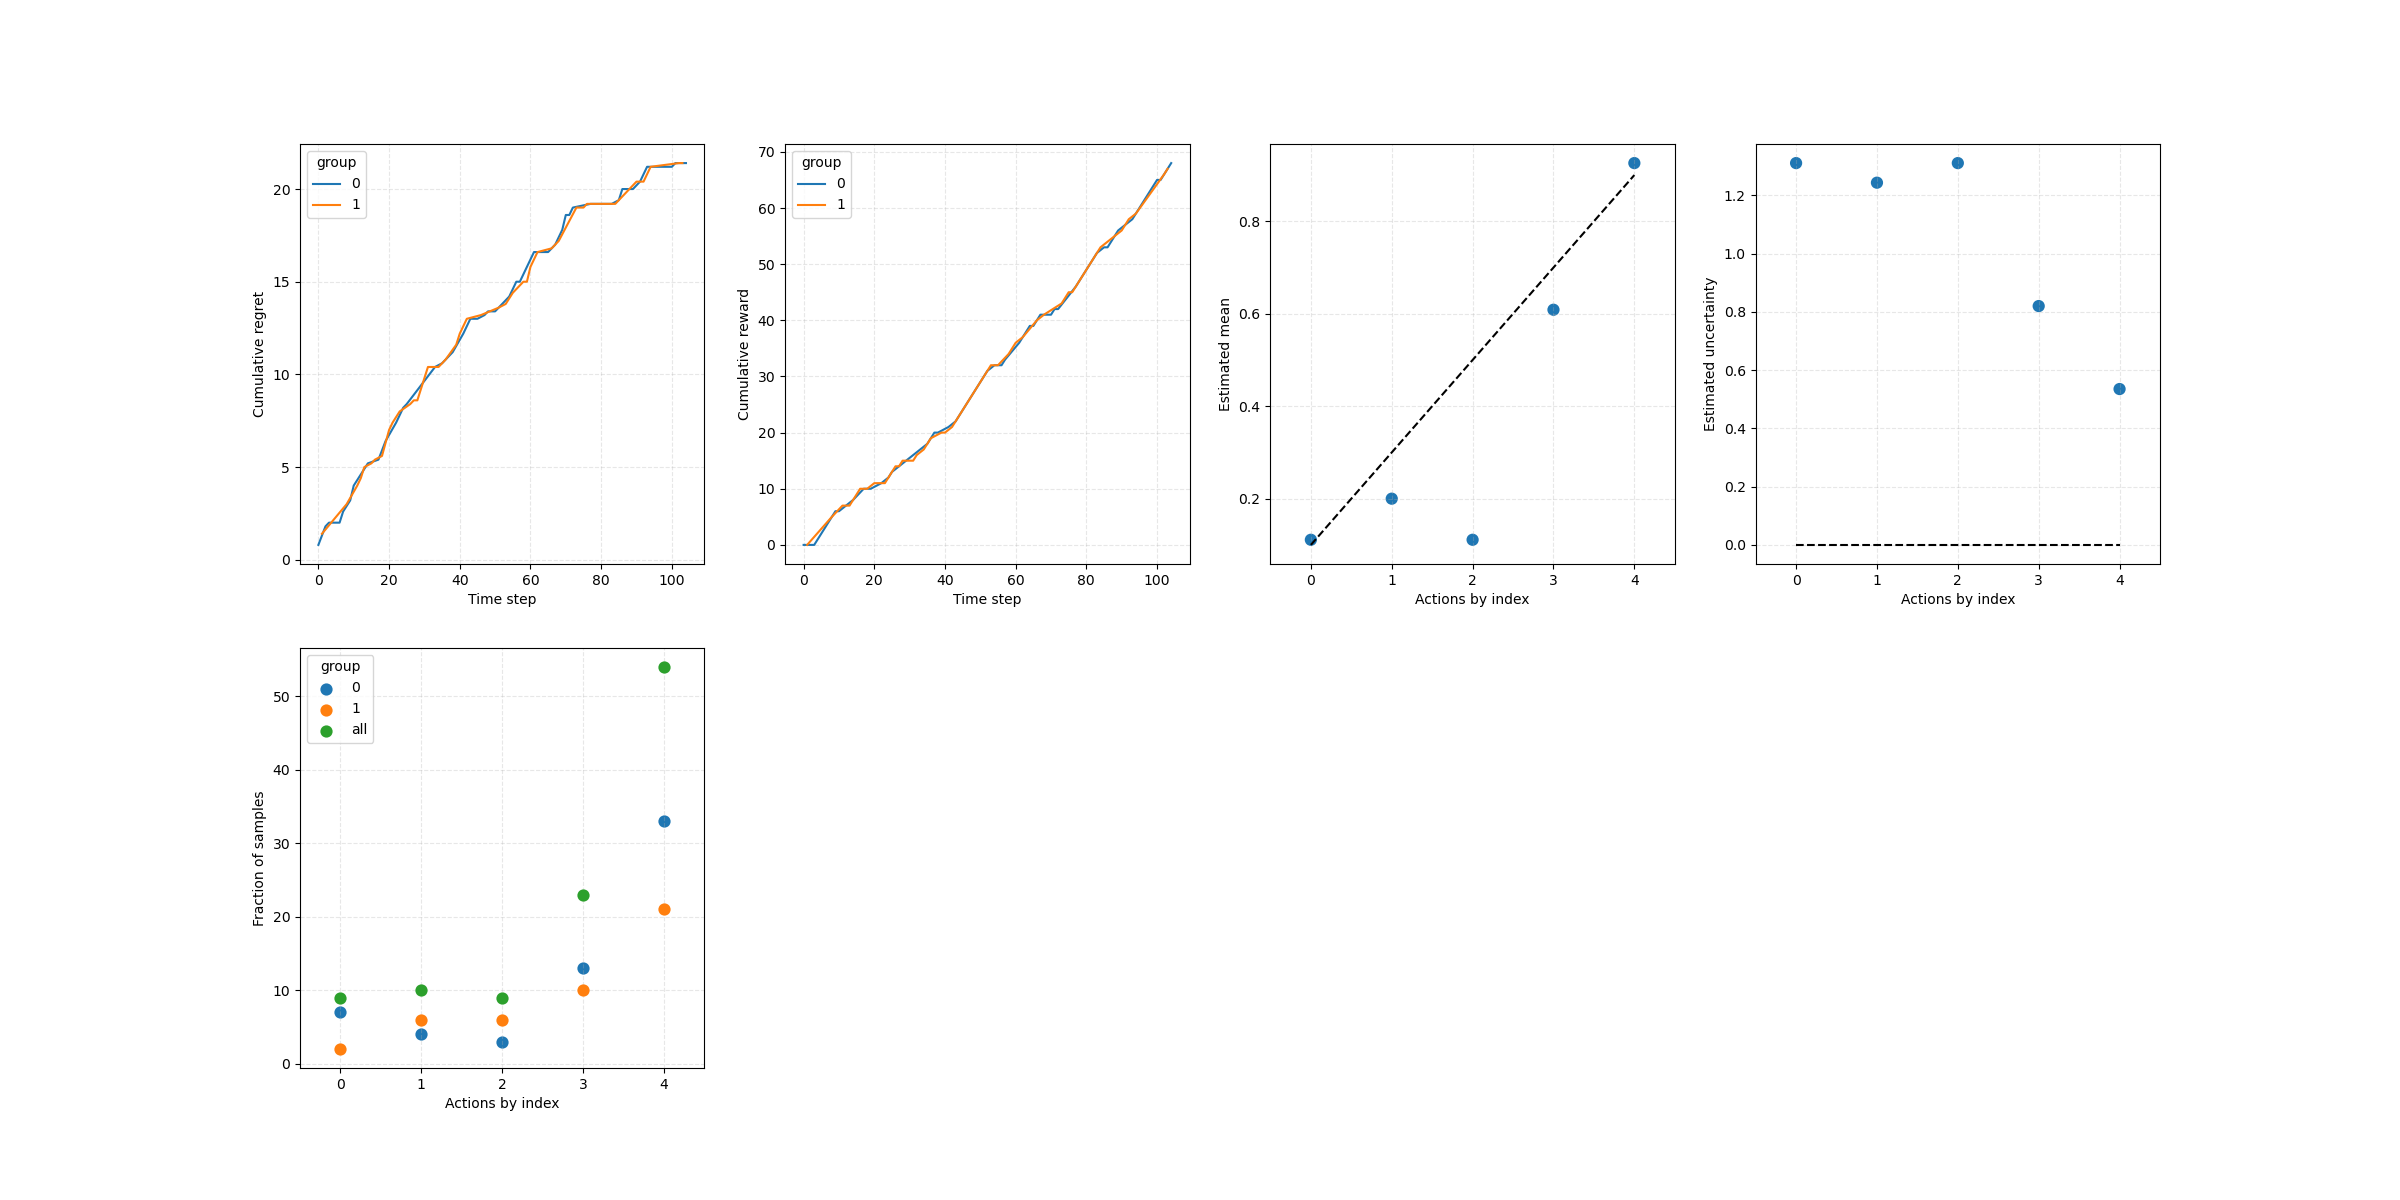 group
0
1
20
15
10
5
0
Cumulative regret
0 20 40 60 80 100
Time step
group
0
1
70
60
50
40
30
20
10
0
Cumulative reward
0 20 40 60 80 100
Time step
0.8
0.6
0.4
0.2
Estimated mean
0 1 2 3 4
Actions by index
1.2
1.0
0.8
0.6
0.4
0.2
0.0
Estimated uncertainty
0 1 2 3 4
Actions by index
group
0
1
all
50
40
30
20
10
0
Fraction of samples
0 1 2 3 4
Actions by index